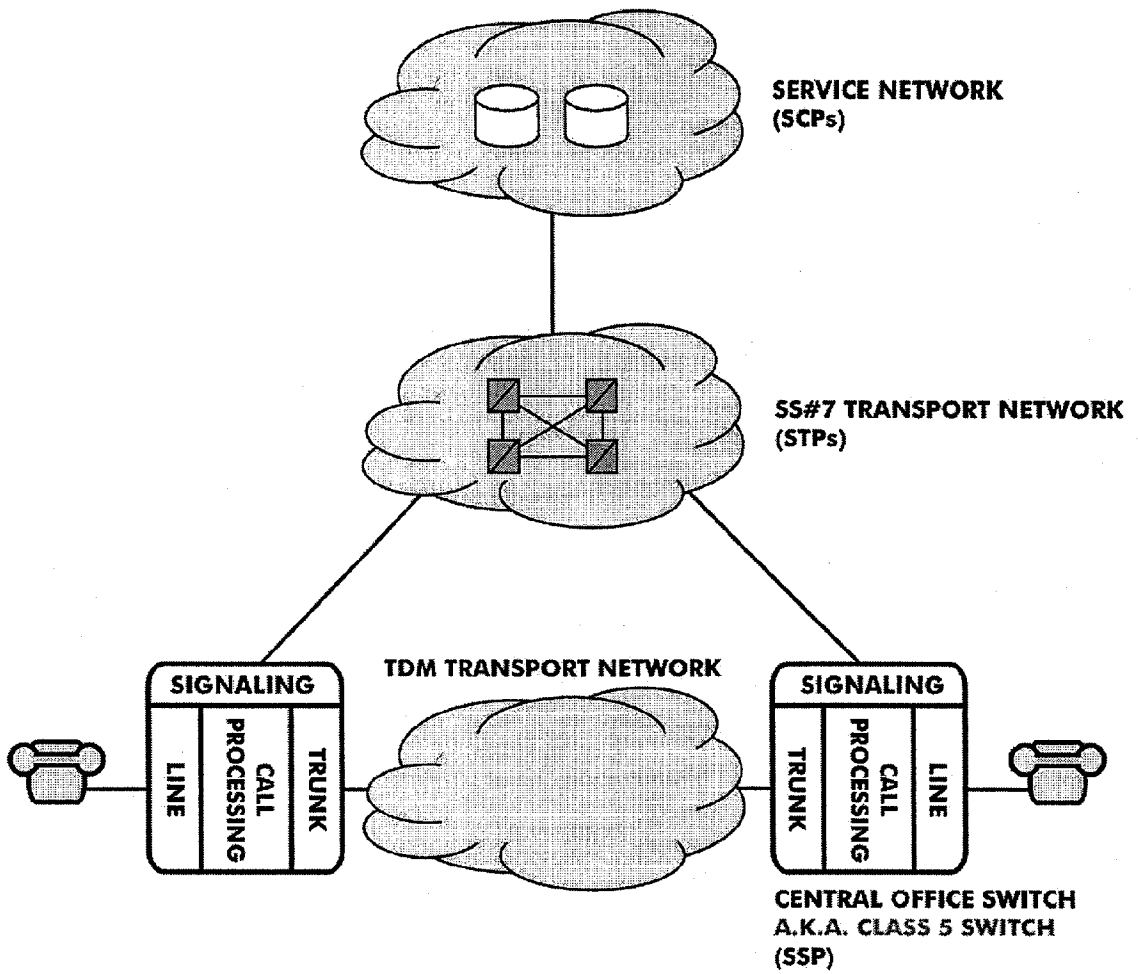 SERVICE NETWORK
(SCPs)
SS#7 TRANSPORT NETWORK
(STPs)
TDM TRANSPORT NETWORK
SIGNALING
LINE
CALL
PROCESSING
TRUNK
SIGNALING
TRUNK
CALL
PROCESSING
LINE
CENTRAL OFFICE SWITCH
A.K.A. CLASS 5 SWITCH
(SSP)